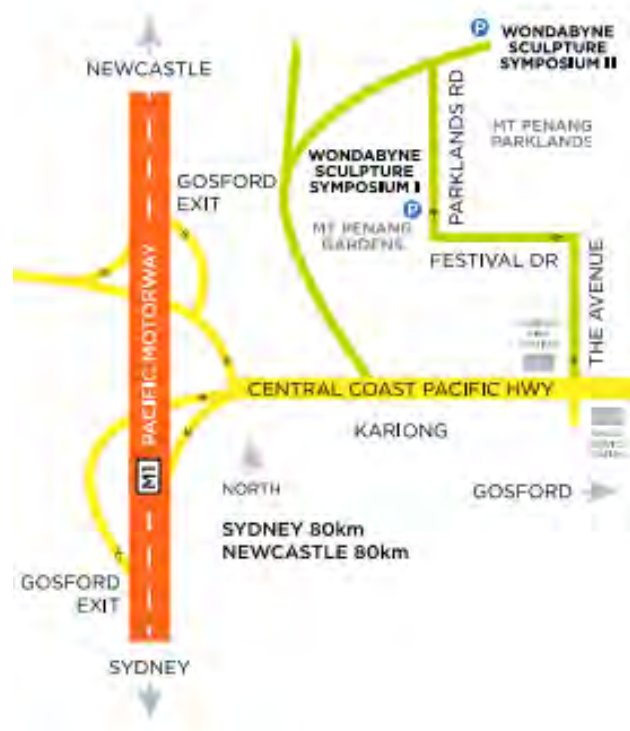 P
WONDABYNE
SCULPTURE
SYMPOSIUM II
NEWCASTLE
PARKLANDS RD
MT PENANG
PARKLANDS
WONDABYNE
SCULPTURE
SYMPOSIUM I
P
GOSFORD
EXIT
MT PENANG
GARDENS
PACIFIC MOTORWAY
FESTIVAL DR
THE AVENUE
CENTRAL COAST PACIFIC HWY
KARIONG
M1
NORTH
GOSFORD
SYDNEY 80km
NEWCASTLE 80km
GOSFORD
EXIT
SYDNEY